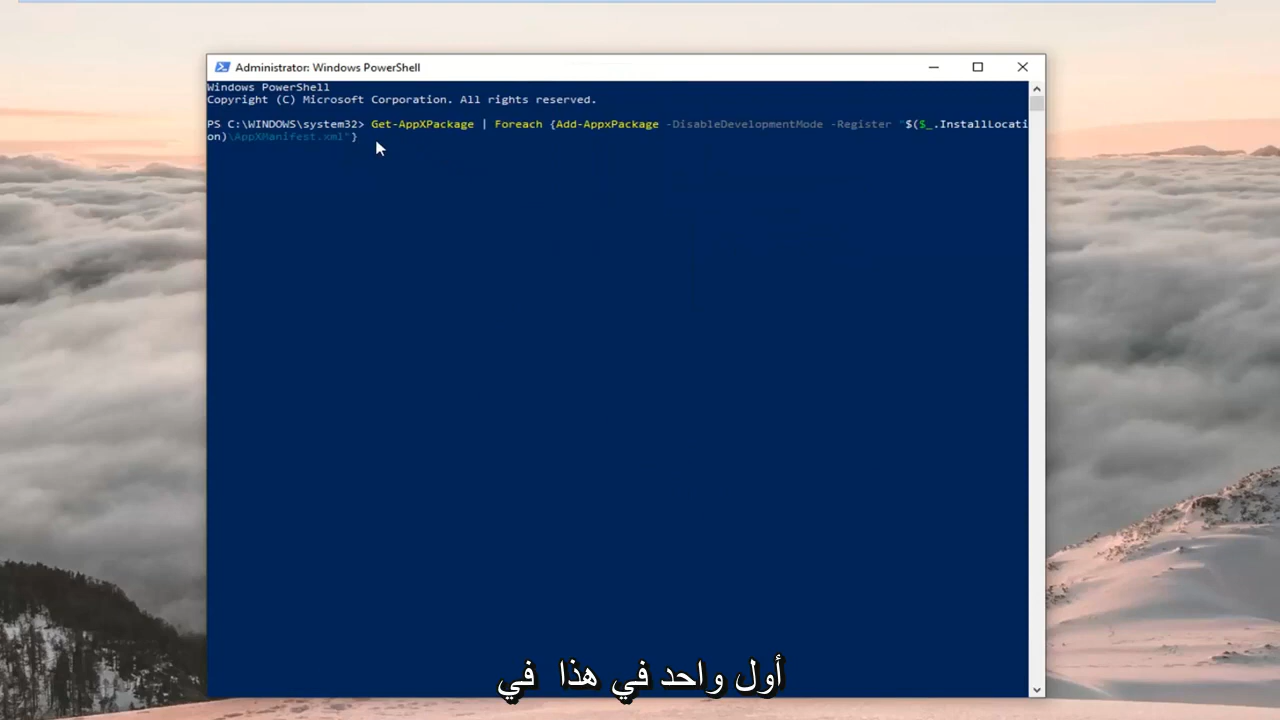 Administrator: Windows PowerShell
Windows PowerShell
Copyright (C) Microsoft Corporation. All rights reserved.
PS C:\WINDOWS\system32> Get-AppXPackage | Foreach {Add-AppxPackage -DisableDevelopmentMode -Register "$($_.InstallLocati
on)\AppXManifest.xml"}
أول واحد في هذا في